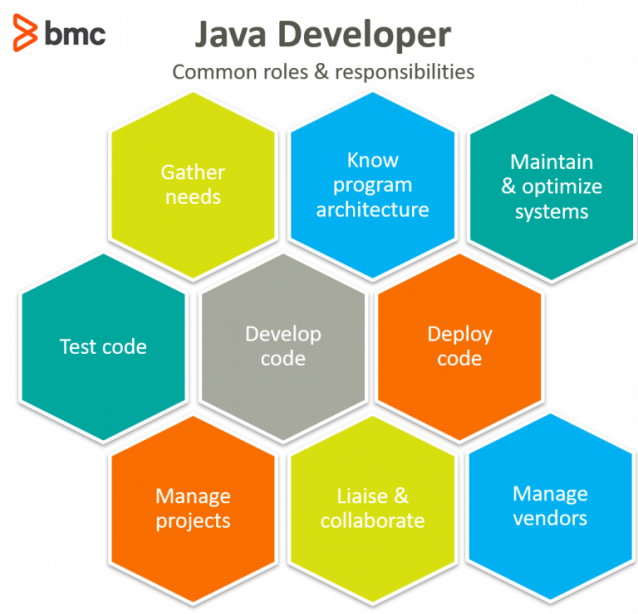 bmc
Java Developer
Common roles & responsibilities
Gather
needs
Know
program
architecture
Maintain
& optimize
systems
Test code
Develop
code
Deploy
code
Manage
projects
Liaise &
collaborate
Manage
vendors